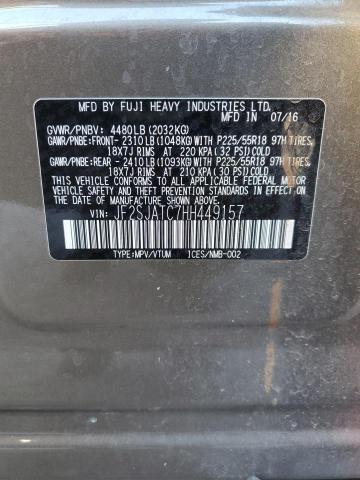 MFD. BY FUJI HEAVY INDUSTRIES LTD.
GVWR/PNBV: 4480LB (2032KG) 07/16
GAWR/PNBE:FRONT- 2310LB (1048KG) WITH P225/55R18 97H TIRES,
18X7J RIMS AT 220 KPA (32 PSI) COLD
GAWR/PNBE:REAR - 2410LB (1093KG) WITH P225/55R18 97H TIRES,
18X7J RIMS AT 210 KPA (30 PSI) COLD
THIS VEHICLE CONFORMS TO ALL APPLICABLE FEDERAL MOTOR
VEHICLE SAFETY, BUMPER, AND THEFT PREVENTION STANDARDS
IN EFFECT ON THE DATE OF MANUFACTURE SHOWN ABOVE.
VIN: JF2SJATC7HH449157
TYPE:MPV/VTUM ICES/NMB-002